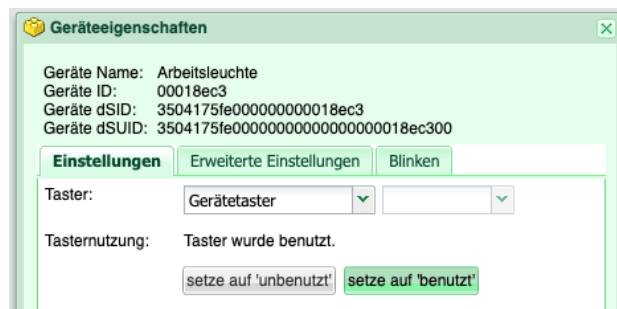 Geräteeigenschaften
Geräte Name: Arbeitsleuchte
Geräte ID: 00018ec3
Geräte dSID: 3504175fe000000000018ec3
Geräte dSUID: 3504175fe00000000000000000018ec300
Einstellungen Erweiterte Einstellungen Blinken
Taster: Gerätetaster
Tasternutzung: Taster wurde benutzt.
setze auf 'unbenutzt' setze auf 'benutzt'